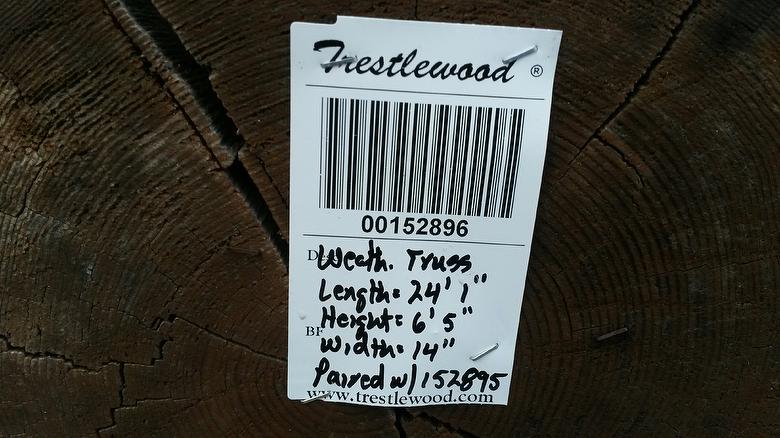 Trestlewood ®
00152896
Weath. Truss
Length= 24' 1"
Height= 6' 5"
BF
Width= 14"
Paired w/ 152895
www.trestlewood.com